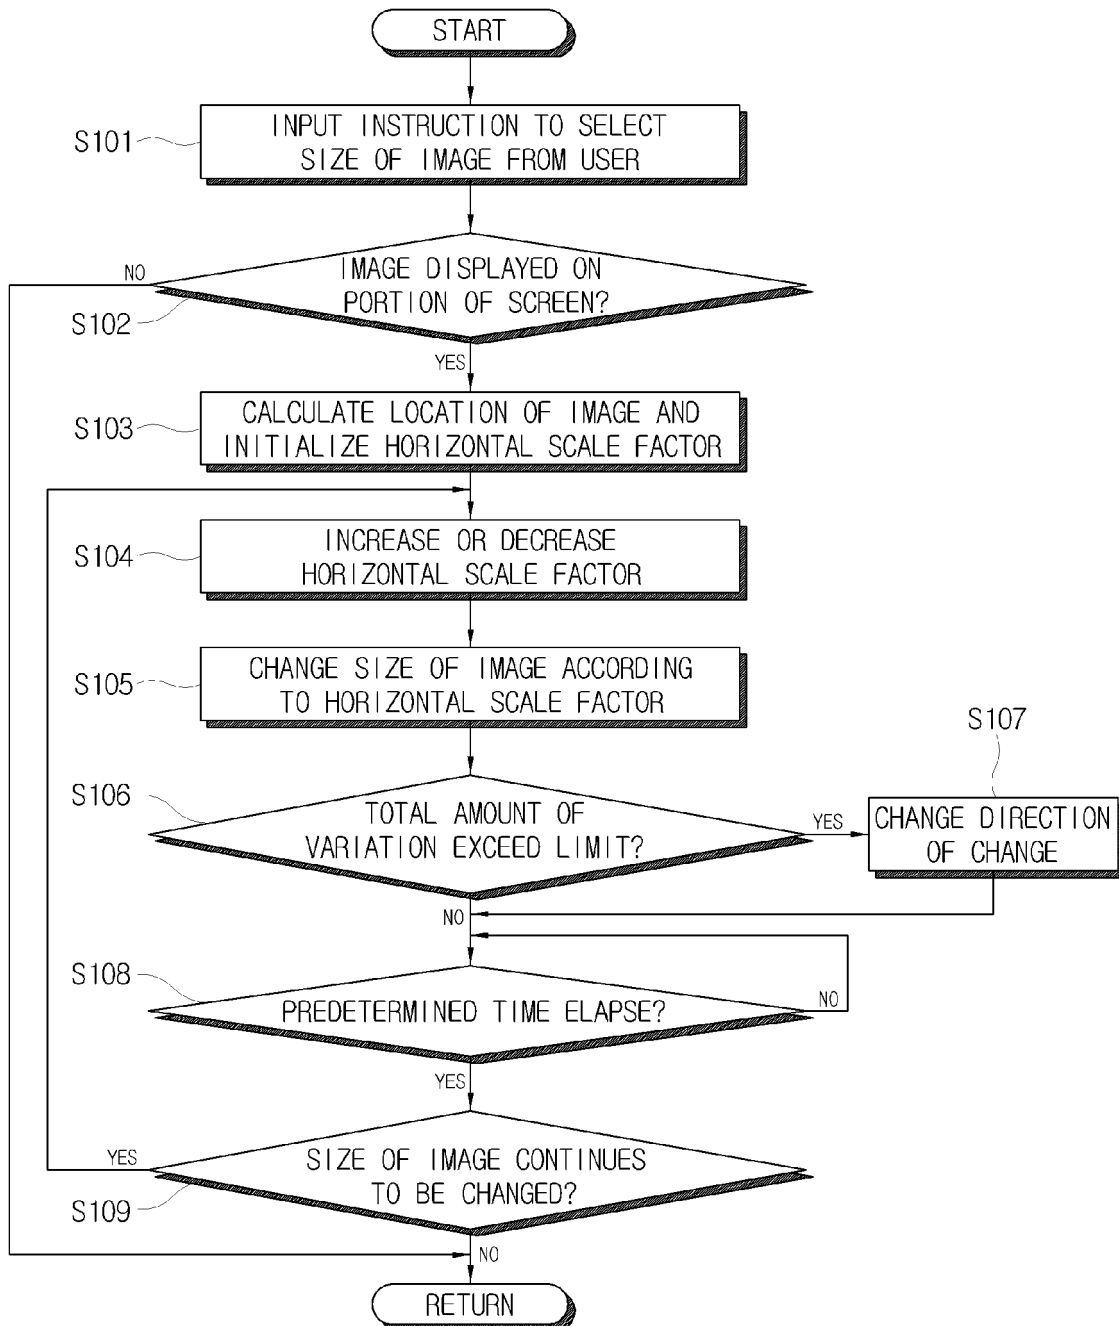 START
S101
INPUT INSTRUCTION TO SELECT
SIZE OF IMAGE FROM USER
NO
IMAGE DISPLAYED ON
PORTION OF SCREEN?
S102
YES
S103
CALCULATE LOCATION OF IMAGE AND
INITIALIZE HORIZONTAL SCALE FACTOR
S104
INCREASE OR DECREASE
HORIZONTAL SCALE FACTOR
S105
CHANGE SIZE OF IMAGE ACCORDING
TO HORIZONTAL SCALE FACTOR
S106
TOTAL AMOUNT OF
VARIATION EXCEED LIMIT?
YES
S107
CHANGE DIRECTION
OF CHANGE
NO
S108
PREDETERMINED TIME ELAPSE?
NO
YES
YES
SIZE OF IMAGE CONTINUES
TO BE CHANGED?
S109
NO
RETURN